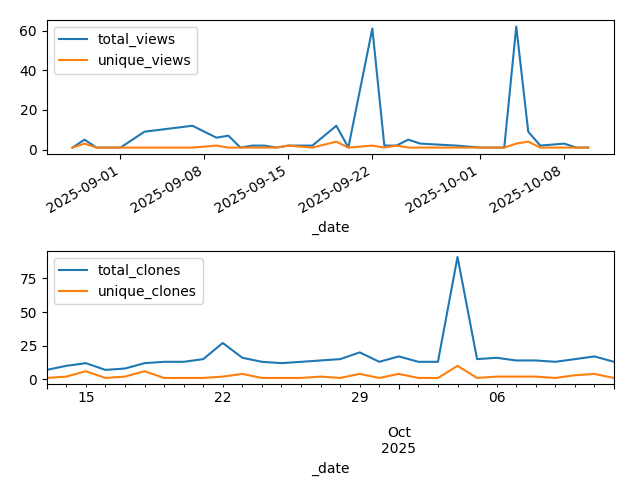 60
40
20
0
total_views
unique_views
2025-09-01
2025-09-08
2025-09-15
2025-09-22
2025-10-01
2025-10-08
_date
75
50
25
0
total_clones
unique_clones
15
22
29
06
Oct
2025
_date